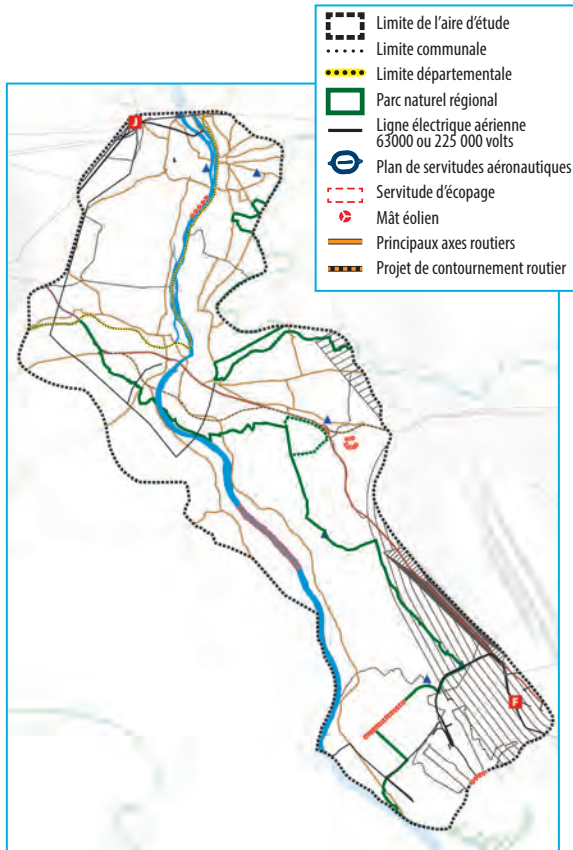 Limite de l'aire d'étude
Limite communale
Limite départementale
Parc naturel régional
Ligne électrique aérienne
63000 ou 225 000 volts
Plan de servitudes aéronautiques
Servitude d'écopage
Mât éolien
Principaux axes routiers
Projet de contournement routier
J
F